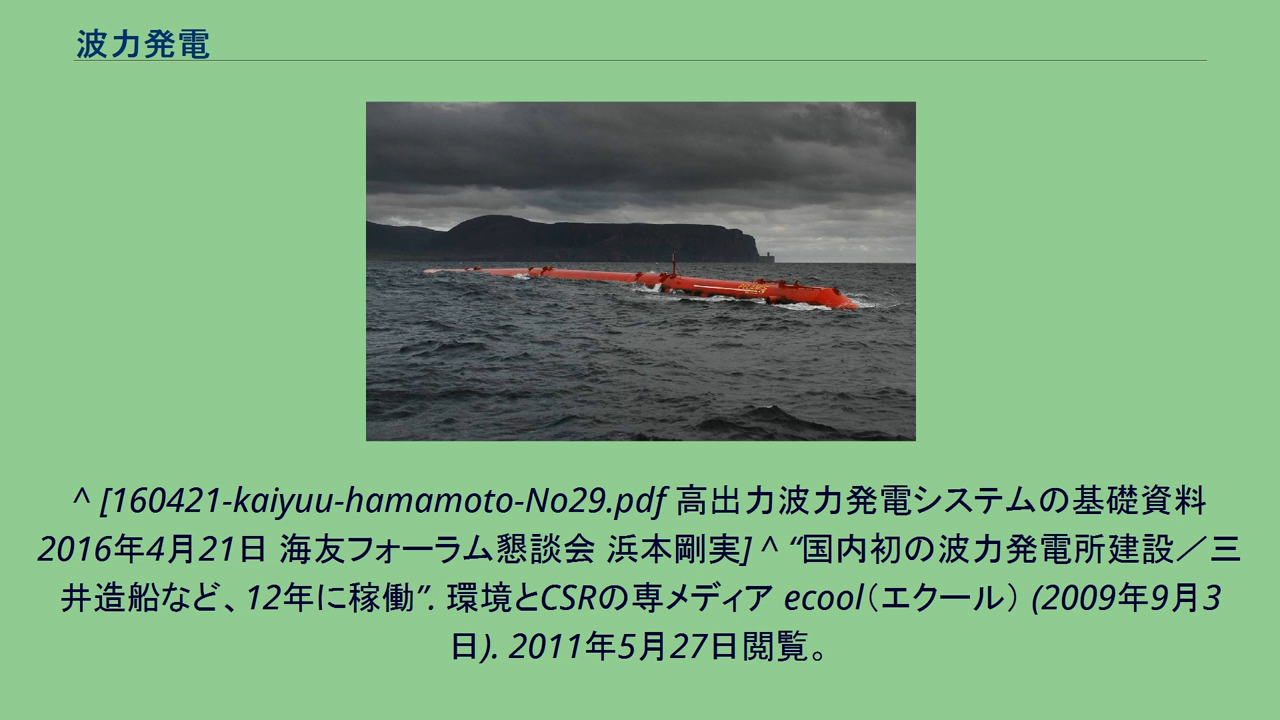 波力発電
^ [160421-kaiyuu-hamamoto-No29.pdf 高出力波力発電システムの基礎資料
2016年4月21日 海友フォーラム懇談会 浜本剛実] ^ “国内初の波力発電所建設／三
井造船など、12年に稼働”. 環境とCSRの専メディア ecool（エクール） (2009年9月3
日). 2011年5月27日閲覧。